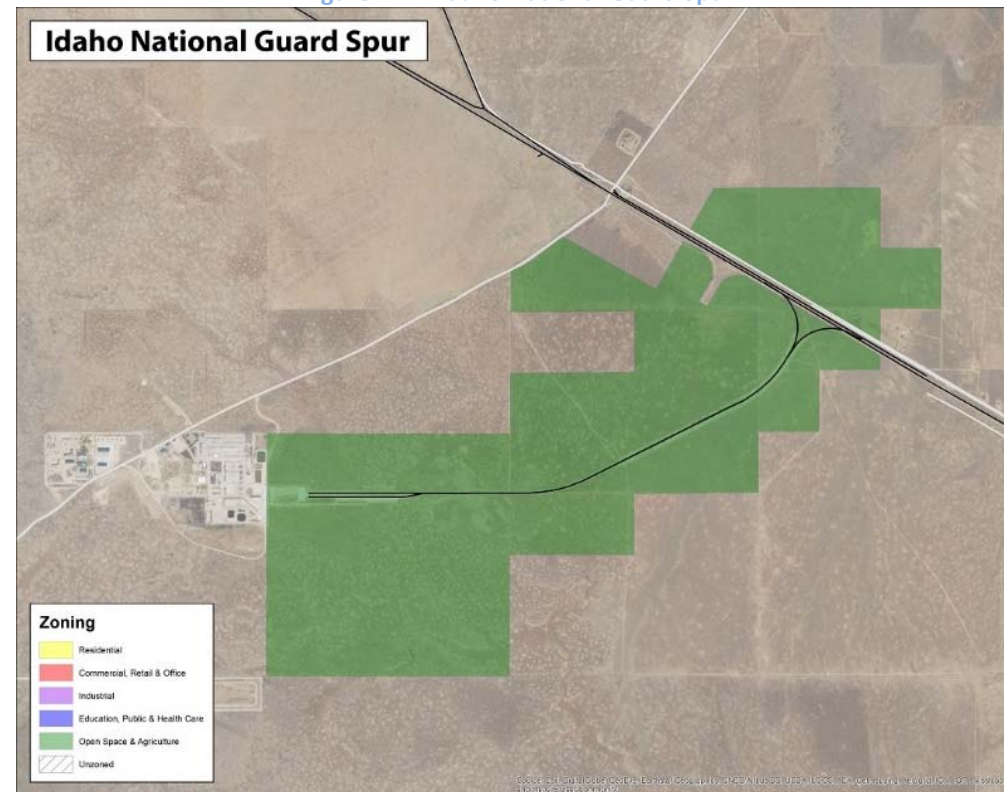 Idaho National Guard Spur
Zoning
Residential
Commercial, Retail & Office
Industrial
Education, Public & Health Care
Open Space & Agriculture
Unzoned